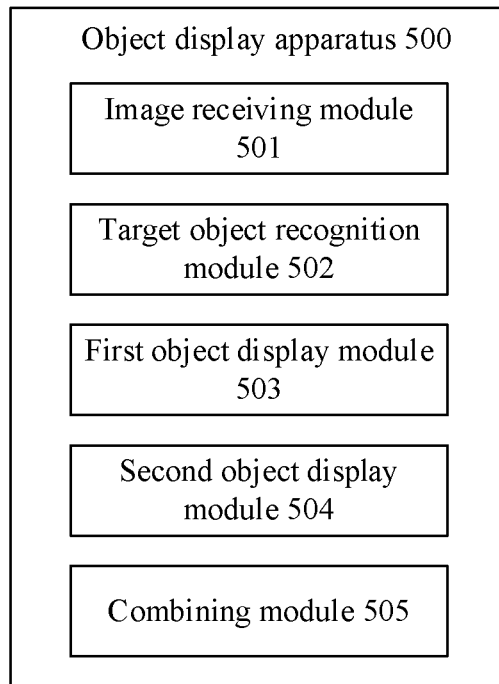 Object display apparatus 500
Image receiving module
501
Target object recognition
module 502
First object display module
503
Second object display
module 504
Combining module 505